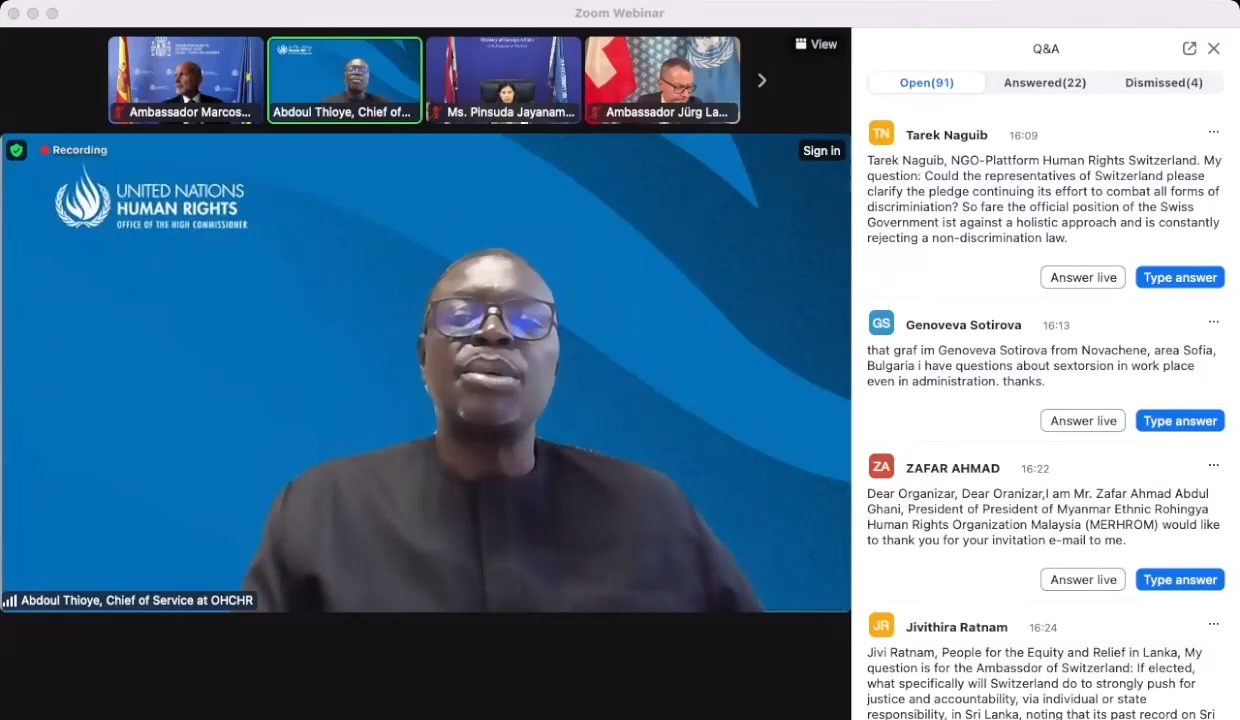 Zoom Webinar
Ambassador Marcos...
Abdoul Thioye, Chief of...
Ministry of Foreign Affairs
Ms. Pinsuda Jayanam...
Ambassador Jürg La...
View
Recording
Sign in
UNITED NATIONS
HUMAN RIGHTS
OFFICE OF THE HIGH COMMISSIONER
Abdoul Thioye, Chief of Service at OHCHR
Q&A
Open(91)
Answered(22)
Dismissed(4)
TN Tarek Naguib 16:09
Tarek Naguib, NGO-Plattform Human Rights Switzerland. My
question: Could the representatives of Switzerland please
clarify the pledge continuing its effort to combat all forms of
discriminiation? So fare the official position of the Swiss
Government ist against a holistic approach and is constantly
rejecting a non-discrimination law.
Answer live
Type answer
GS Genoveva Sotirova 16:13
that graf im Genoveva Sotirova from Novachene, area Sofia,
Bulgaria i have questions about sextorsion in work place
even in administration. thanks.
Answer live
Type answer
ZA ZAFAR AHMAD 16:22
Dear Organizar, Dear Oranizar,I am Mr. Zafar Ahmad Abdul
Ghani, President of President of Myanmar Ethnic Rohingya
Human Rights Organization Malaysia (MERHROM) would like
to thank you for your invitation e-mail to me.
Answer live
Type answer
JR Jivithira Ratnam 16:24
Jivi Ratnam, People for the Equity and Relief in Lanka, My
question is for the Ambassdor of Switzerland: If elected,
what specifically will Switzerland do to strongly push for
justice and accountability, via individual or state
responsibility, in Sri Lanka, noting that its past record on Sri